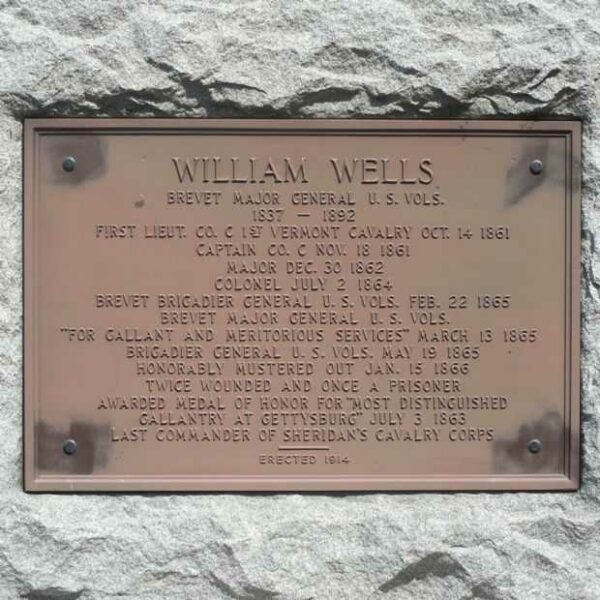 WILLIAM WELLS
BREVET MAJOR GENERAL U. S. VOLS.
1837 — 1892
FIRST LIEUT. CO. C 1ST VERMONT CAVALRY OCT. 14 1861
CAPTAIN CO. C NOV. 18 1861
MAJOR DEC. 30 1862
COLONEL JULY 2 1864
BREVET BRIGADIER GENERAL U. S. VOLS. FEB. 22 1865
BREVET MAJOR GENERAL U. S. VOLS.
"FOR GALLANT AND MERITORIOUS SERVICES" MARCH 13 1865
BRIGADIER GENERAL U. S. VOLS. MAY 19 1865
HONORABLY MUSTERED OUT JAN. 15 1866
TWICE WOUNDED AND ONCE A PRISONER
AWARDED MEDAL OF HONOR FOR "MOST DISTINGUISHED
GALLANTRY AT GETTYSBURG" JULY 3 1863
LAST COMMANDER OF SHERIDAN'S CAVALRY CORPS
ERECTED 1914